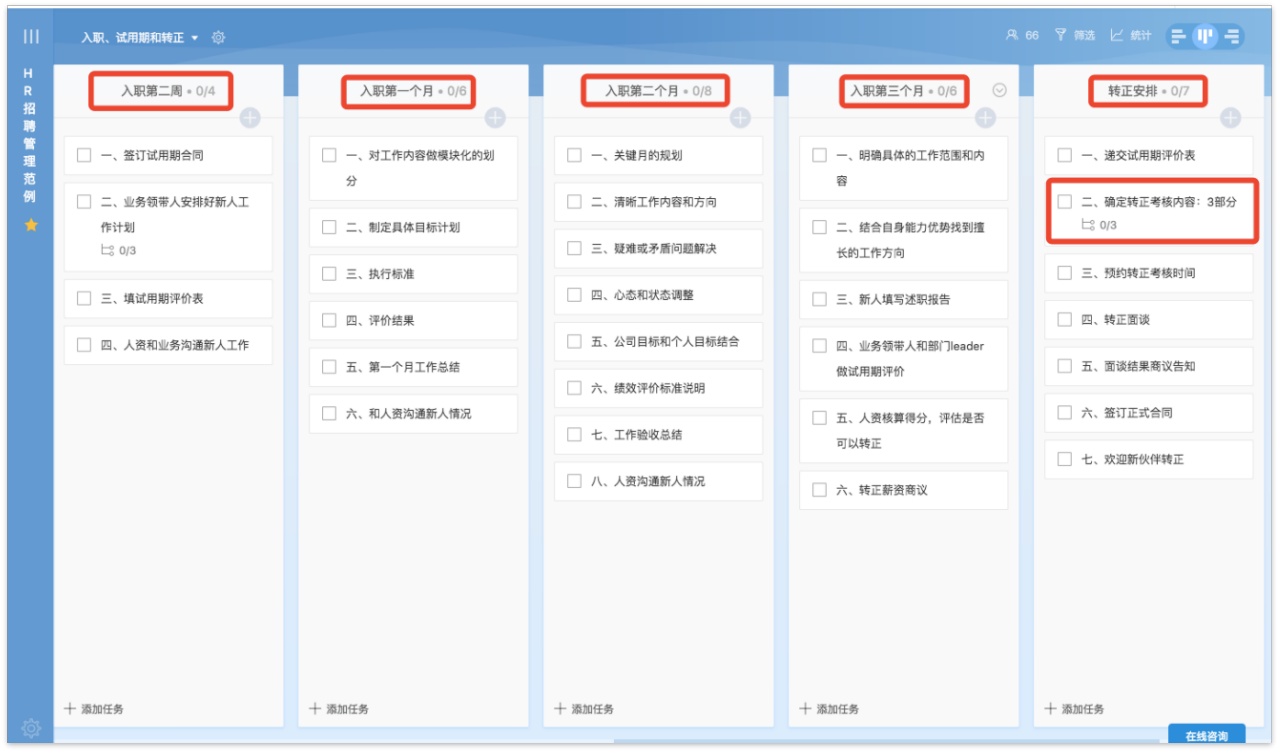 入职、试用期和转正
66
筛选
统计
HR招聘管理范例
入职第二周 • 0/4
一、签订试用期合同
二、业务领带人安排好新人工
作计划
0/3
三、填试用期评价表
四、人资和业务沟通新人工作
添加任务
入职第一个月 • 0/6
一、对工作内容做模块化的划
分
二、制定具体目标计划
三、执行标准
四、评价结果
五、第一个月工作总结
六、和人资沟通新人情况
添加任务
入职第二个月 • 0/8
一、关键月的规划
二、清晰工作内容和方向
三、疑难或矛盾问题解决
四、心态和状态调整
五、公司目标和个人目标结合
六、绩效评价标准说明
七、工作验收总结
八、人资沟通新人情况
添加任务
入职第三个月 • 0/6
一、明确具体的工作范围和内
容
二、结合自身能力优势找到擅
长的工作方向
三、新人填写述职报告
四、业务领带人和部门leader
做试用期评价
五、人资核算得分，评估是否
可以转正
六、转正薪资商议
添加任务
转正安排 • 0/7
一、递交试用期评价表
二、确定转正考核内容：3部分
0/3
三、预约转正考核时间
四、转正面谈
五、面谈结果商议告知
六、签订正式合同
七、欢迎新伙伴转正
添加任务
在线咨询